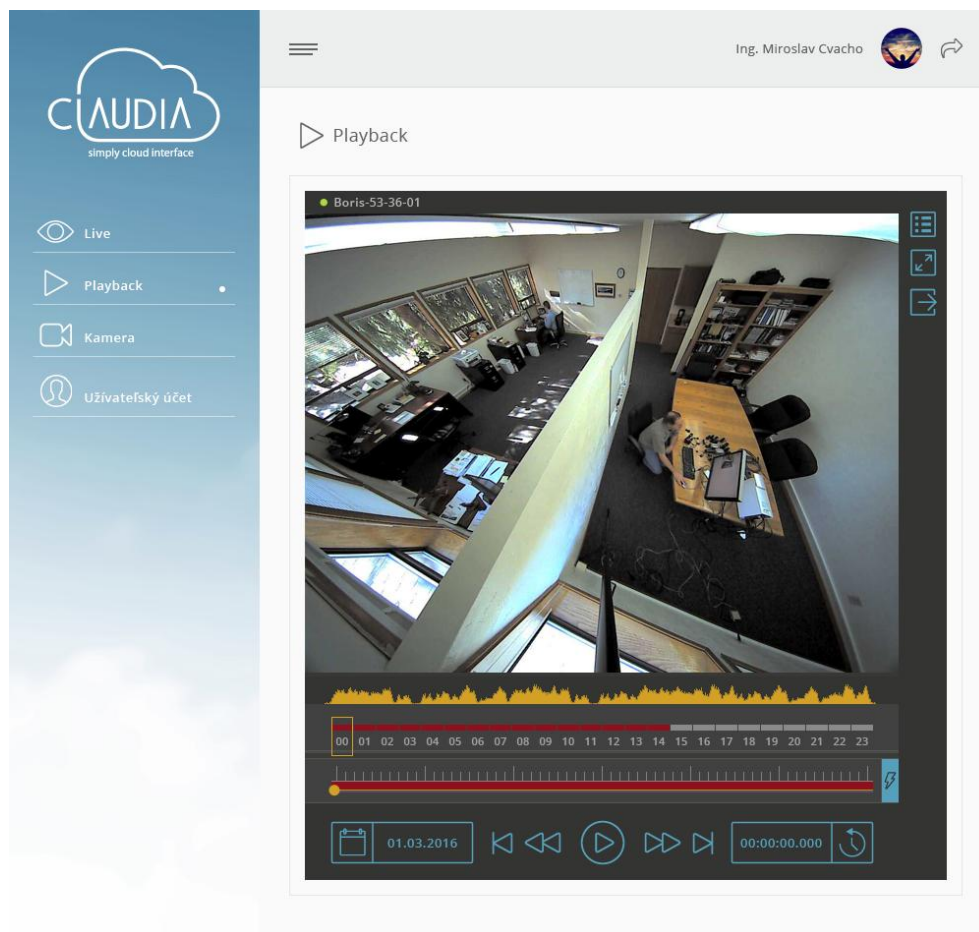 CLAUDIA
simply cloud interface
Live
Playback
Kamera
Užívateľský účet
Ing. Miroslav Cvacho
Playback
Boris-53-36-01
00 01 02 03 04 05 06 07 08 09 10 11 12 13 14 15 16 17 18 19 20 21 22 23
01.03.2016
00:00:00.000